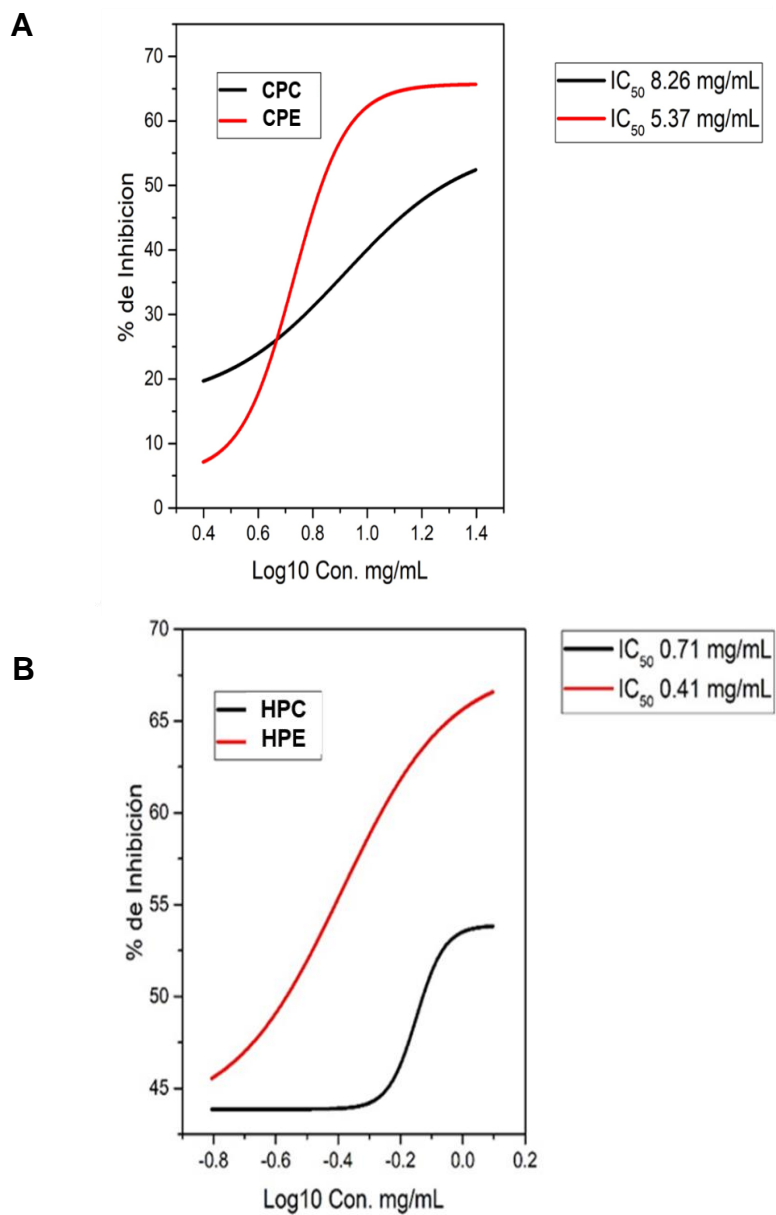 A
70
60
50
40
30
20
10
0
% de Inhibicion
CPC
CPE
IC50 8.26 mg/mL
IC50 5.37 mg/mL
0.4 0.6 0.8 1.0 1.2 1.4
Log10 Con. mg/mL
B
70
65
60
55
50
45
% de Inhibición
HPC
HPE
IC50 0.71 mg/mL
IC50 0.41 mg/mL
-0.8 -0.6 -0.4 -0.2 0.0 0.2
Log10 Con. mg/mL